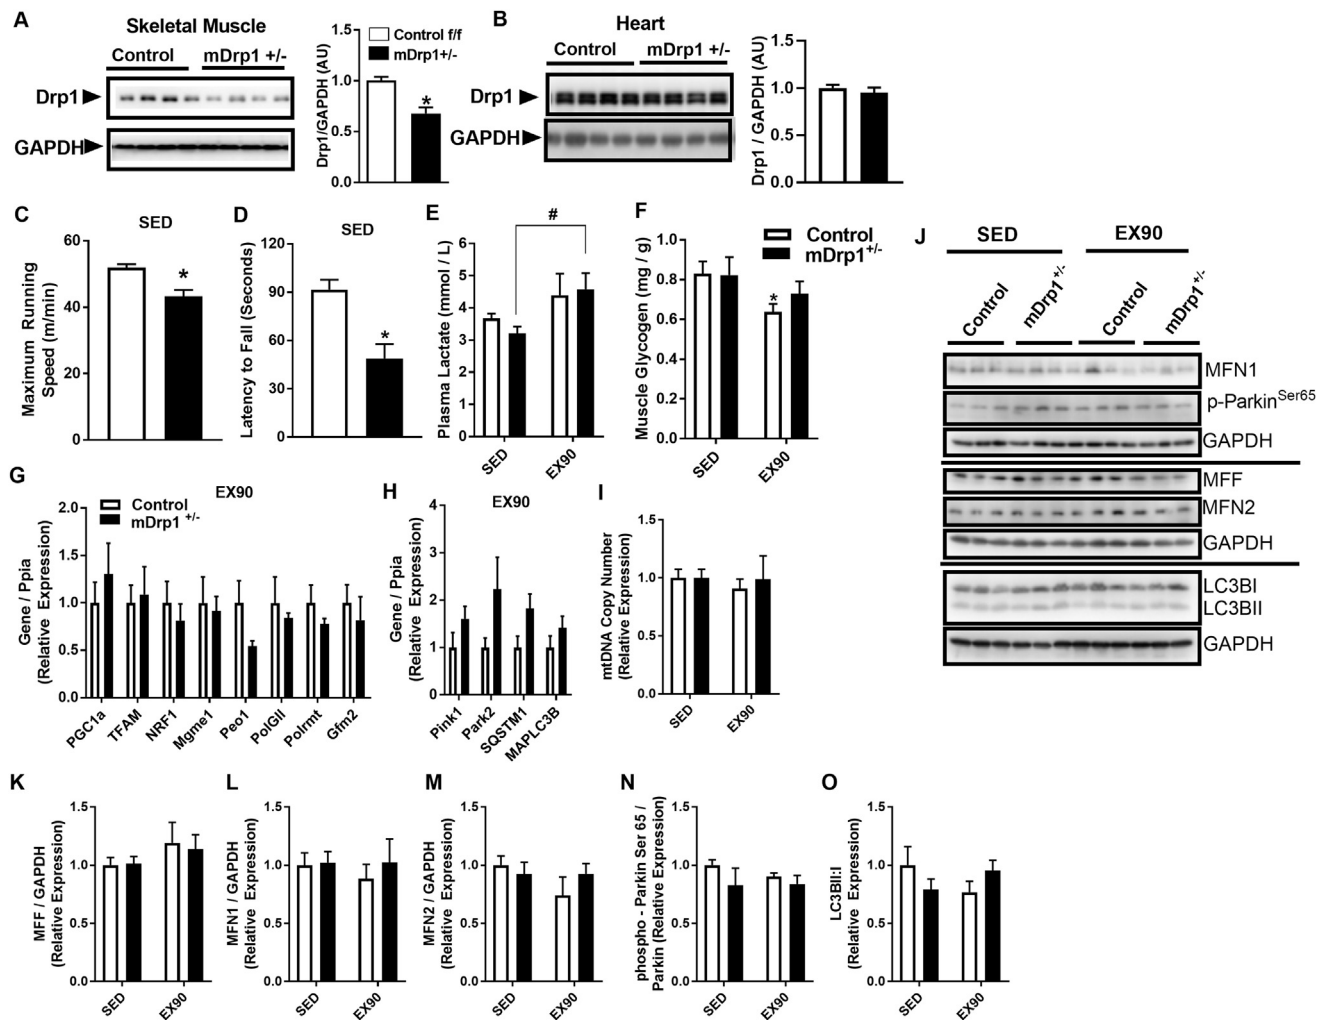 A
Skeletal Muscle
Control
mDrp1 +/-
Drp1
GAPDH
Drp1/GAPDH (AU)
1.5
1.0
0.5
0.0
Control f/f
mDrp1+/-
*
B
Heart
Control
mDrp1 +/-
Drp1
GAPDH
Drp1 / GAPDH (AU)
1.5
1.0
0.5
0.0
C
SED
Maximum Running
Speed (m/min)
60
40
20
0
*
D
SED
Latency to Fall (Seconds)
120
90
60
30
0
*
E
Plasma Lactate (mmol / L)
6
5
4
3
2
1
0
#
SED
EX90
F
Muscle Glycogen (mg / g)
1.0
0.8
0.6
0.4
0.2
0.0
*
SED
EX90
Control
mDrp1+/-
G
EX90
Control
mDrp1 +/-
Gene / Ppia
(Relative Expression)
2.0
1.5
1.0
0.5
0.0
PGC1a
TFAM
NRF1
Mgme1
Peo1
PolGII
Polrmt
Gfm2
H
EX90
Gene / Ppia
(Relative Expression)
4
3
2
1
0
Pink1
Park2
SQSTM1
MAPLC3B
I
mtDNA Copy Number
(Relative Expression)
1.5
1.0
0.5
0.0
SED
EX90
J
SED
EX90
Control
mDrp1+/-
Control
mDrp1+/-
MFN1
p-ParkinSer65
GAPDH
MFF
MFN2
GAPDH
LC3BI
LC3BII
GAPDH
K
MFF / GAPDH
(Relative Expression)
1.5
1.0
0.5
0.0
SED
EX90
L
MFN1 / GAPDH
(Relative Expression)
1.5
1.0
0.5
0.0
SED
EX90
M
MFN2 / GAPDH
(Relative Expression)
1.5
1.0
0.5
0.0
SED
EX90
N
phospho - Parkin Ser 65 /
Parkin (Relative Expression)
1.5
1.0
0.5
0.0
SED
EX90
O
LC3BII:I
(Relative Expression)
1.5
1.0
0.5
0.0
SED
EX90